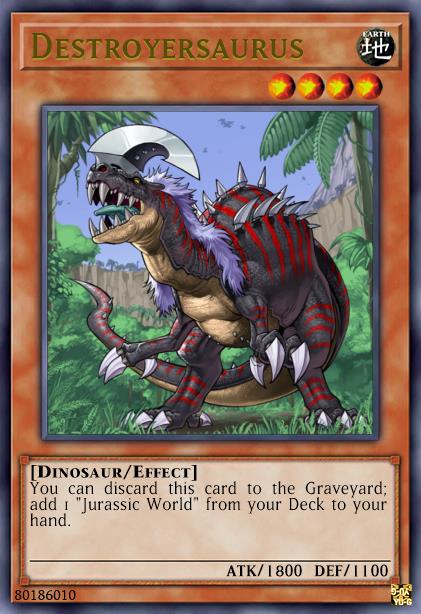 DESTROYERSAURUS
EARTH
地
[DINOSAUR/EFFECT]
You can discard this card to the Graveyard;
add 1 "Jurassic World" from your Deck to your
hand.
ATK/1800 DEF/1100
80186010